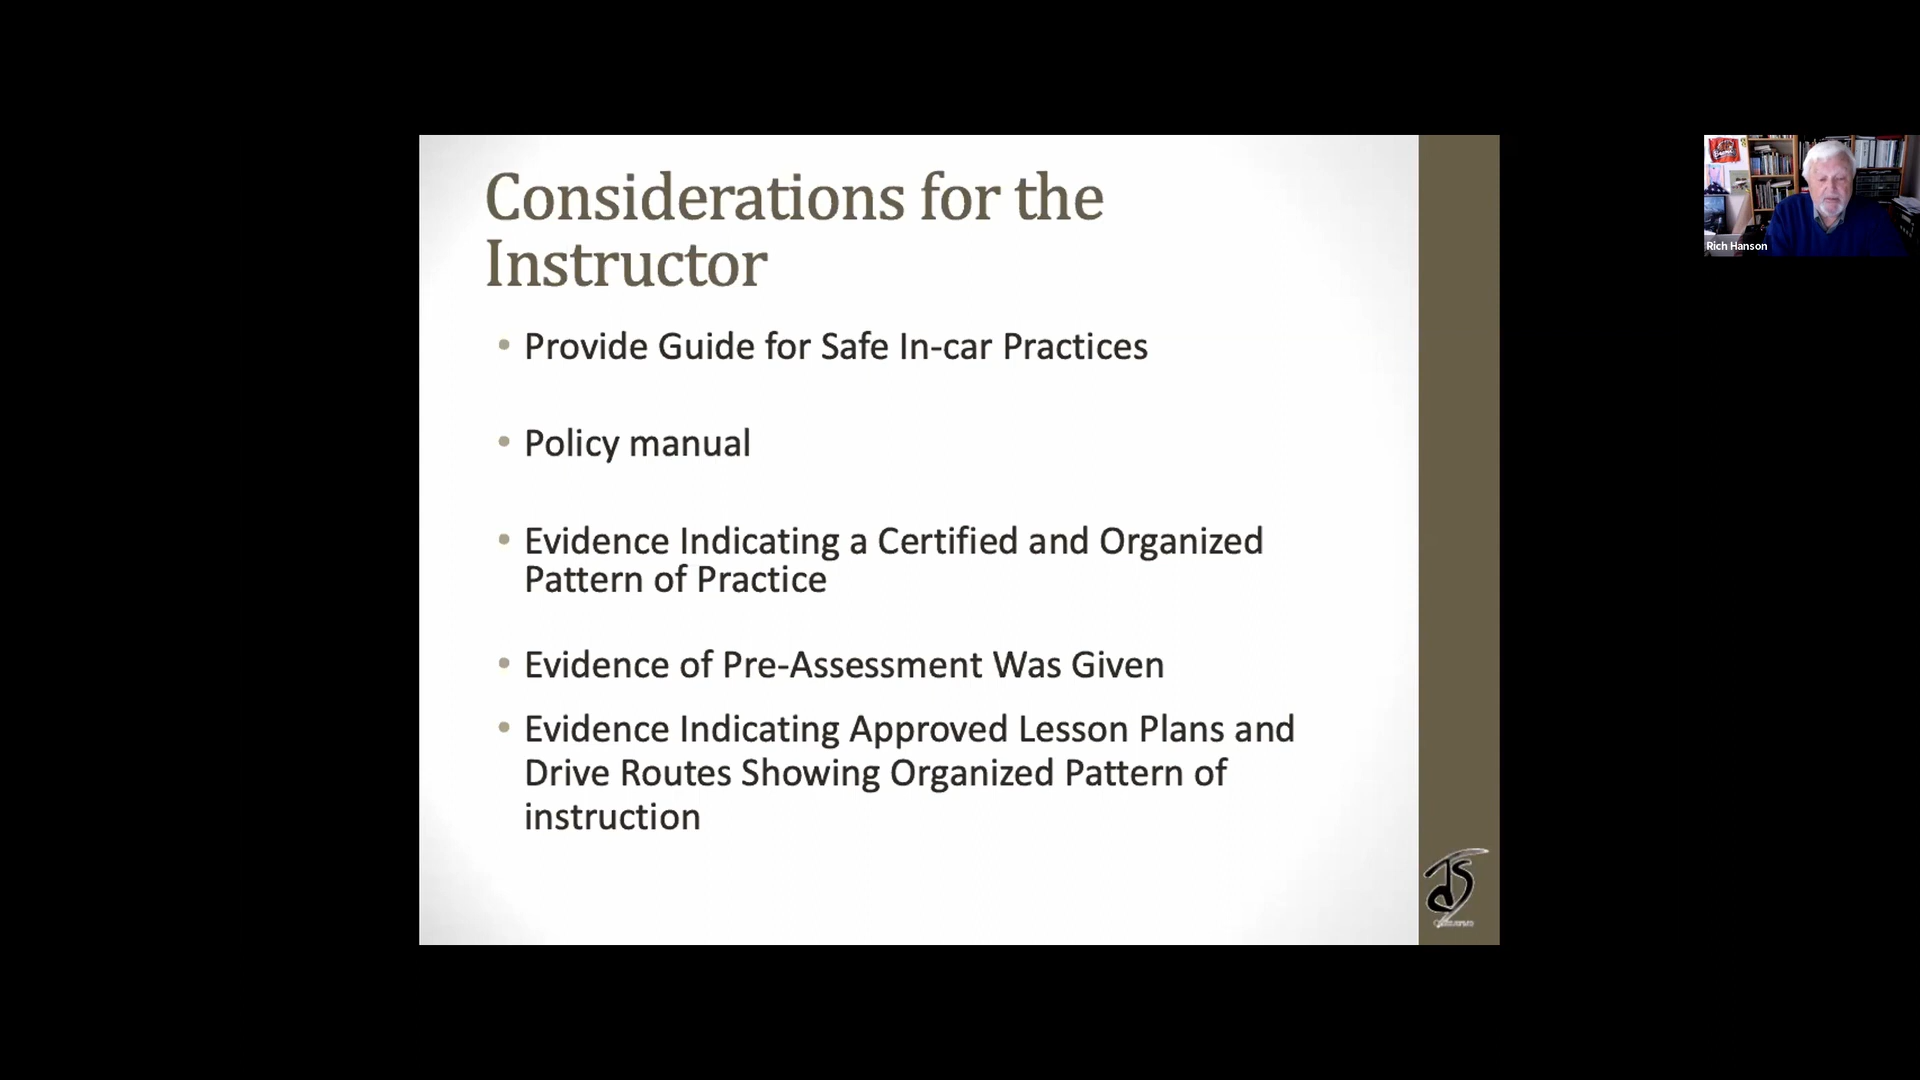 Considerations for the
Instructor
• Provide Guide for Safe In-car Practices
• Policy manual
• Evidence Indicating a Certified and Organized
Pattern of Practice
• Evidence of Pre-Assessment Was Given
• Evidence Indicating Approved Lesson Plans and
Drive Routes Showing Organized Pattern of
instruction
Rich Hanson